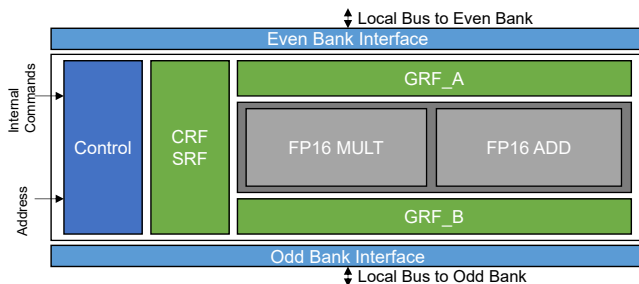 Local Bus to Even Bank
Even Bank Interface
Internal
Commands
Address
Control
CRF
SRF
GRF_A
FP16 MULT
FP16 ADD
GRF_B
Odd Bank Interface
Local Bus to Odd Bank